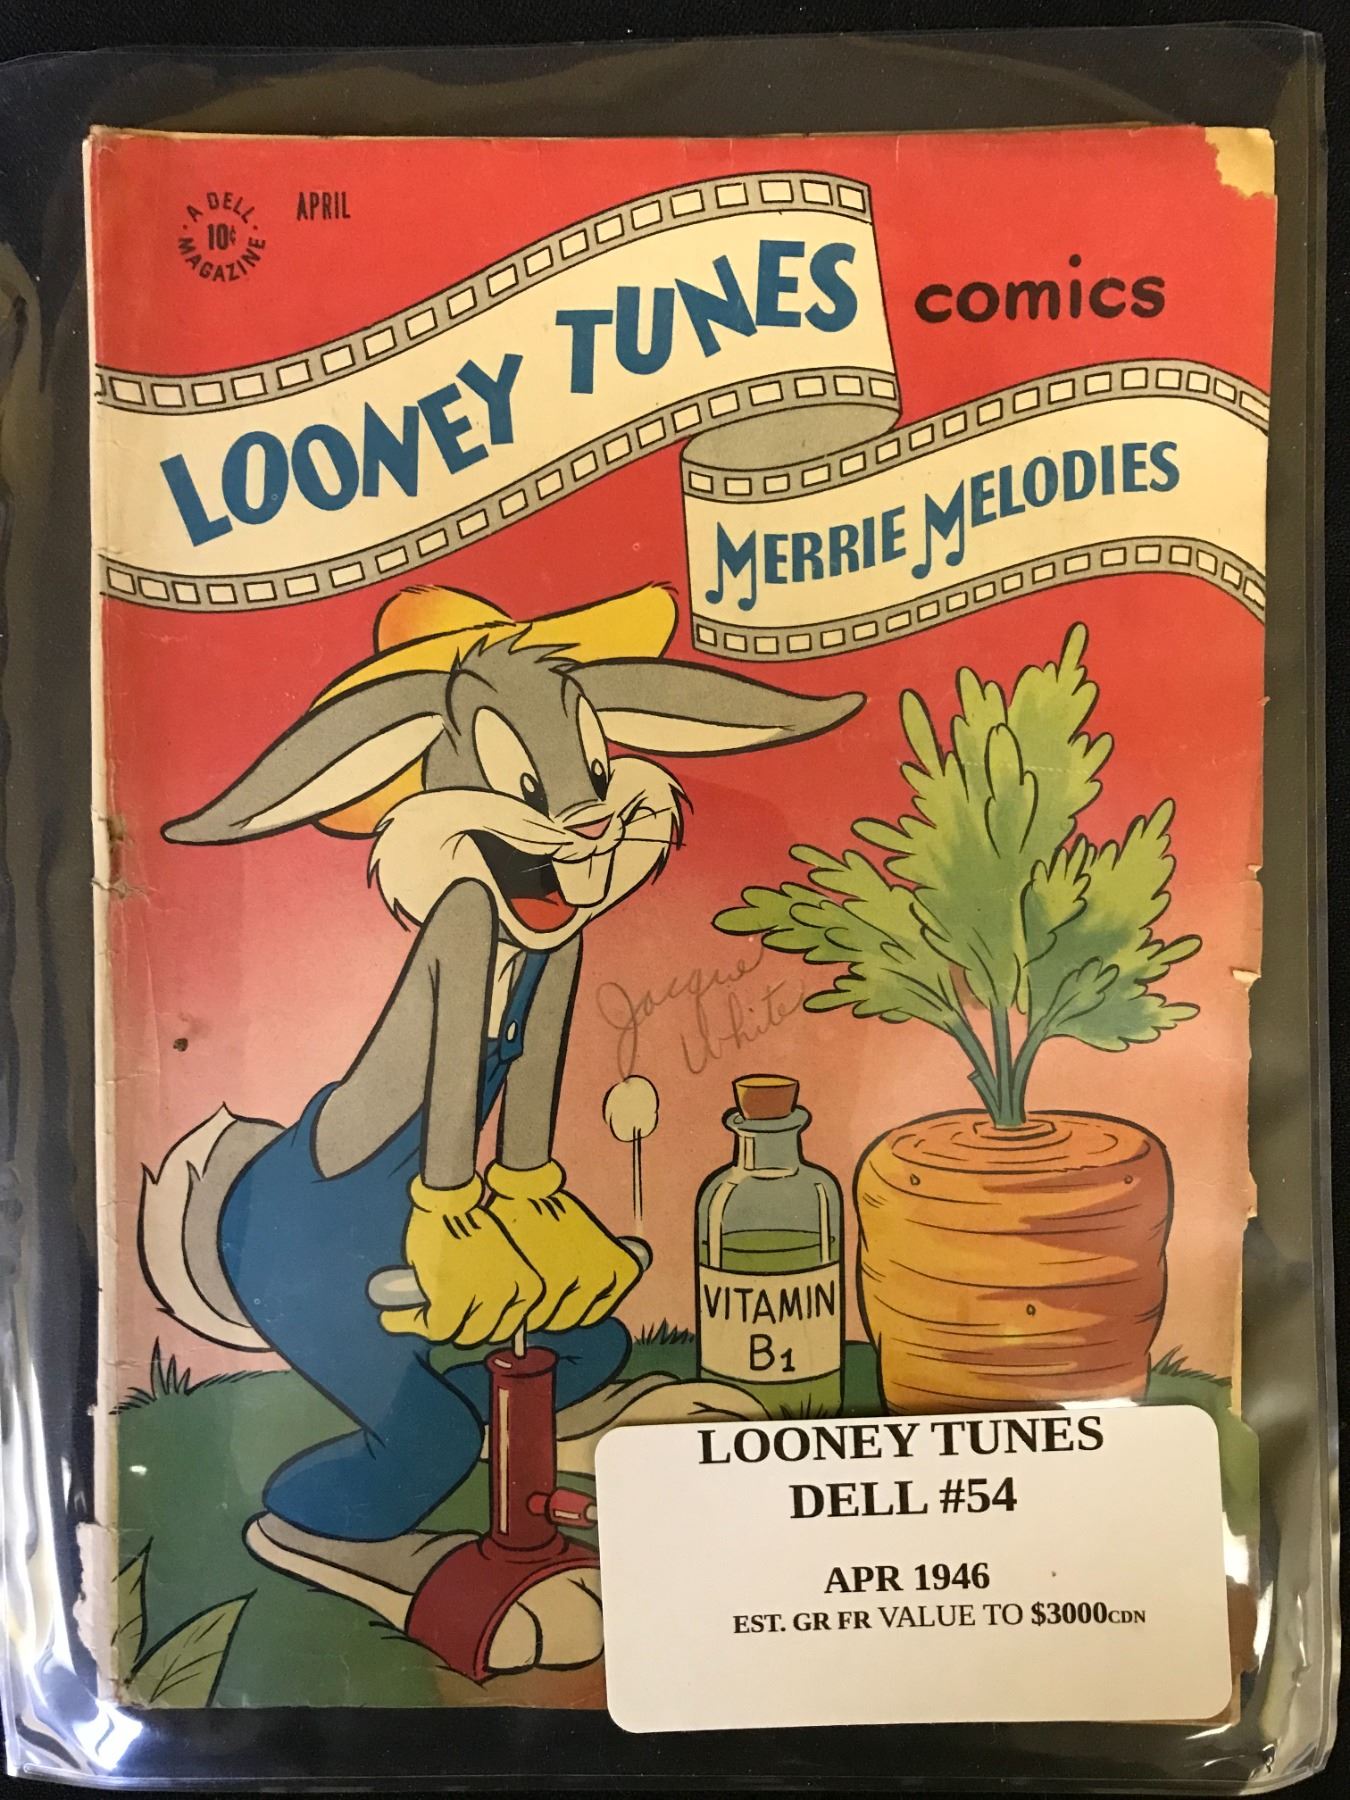 A DELL
10¢
MAGAZINE
APRIL
LOONEY TUNES
comics
MERRIE MELODIES
Jacque
White
VITAMIN
B1
LOONEY TUNES
DELL #54
APR 1946
EST. GR FR VALUE TO $3000CDN